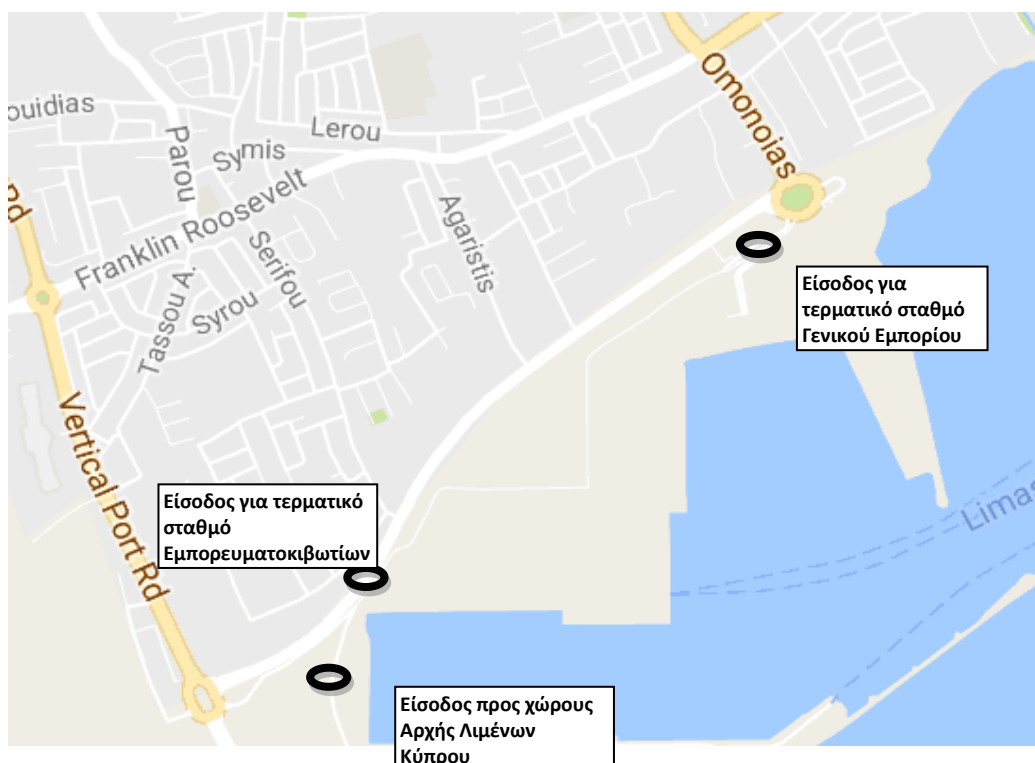 Omonoias
ouidias
Lerou
Parou
Symis
Franklin Roosevelt
Agaristis
Serifou
Tassou A.
Syrou
Είσοδος για
τερματικό σταθμό
Γενικού Εμπορίου
Vertical Port Rd
Είσοδος για τερματικό
σταθμό
Εμπορευματοκιβωτίων
Limas
Είσοδος προς χώρους
Αρχής Λιμένων
Κύπρου